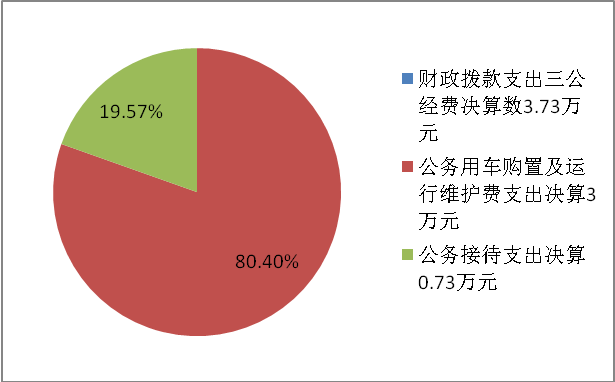 19.57%
80.40%
财政拨款支出三公
经费决算数3.73万
元
公务用车购置及运
行维护费支出决算3
万元
公务接待支出决算
0.73万元